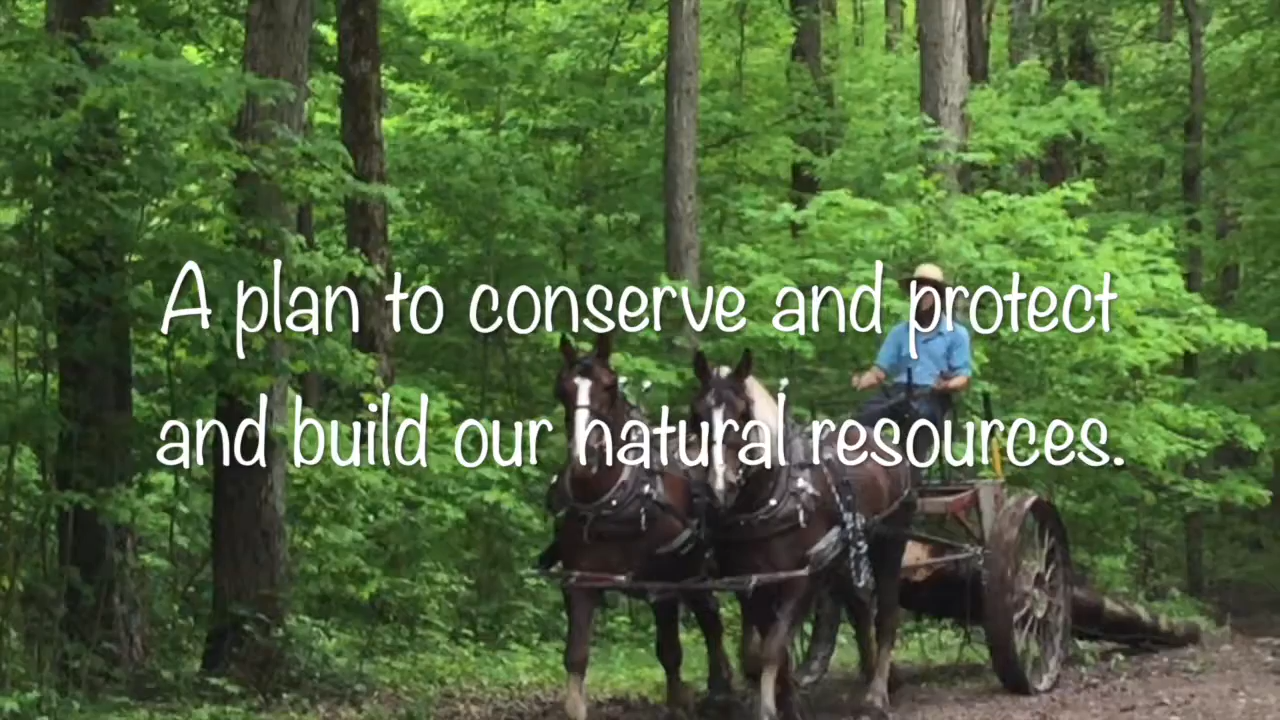 A plan to conserve and protect
and build our natural resources.